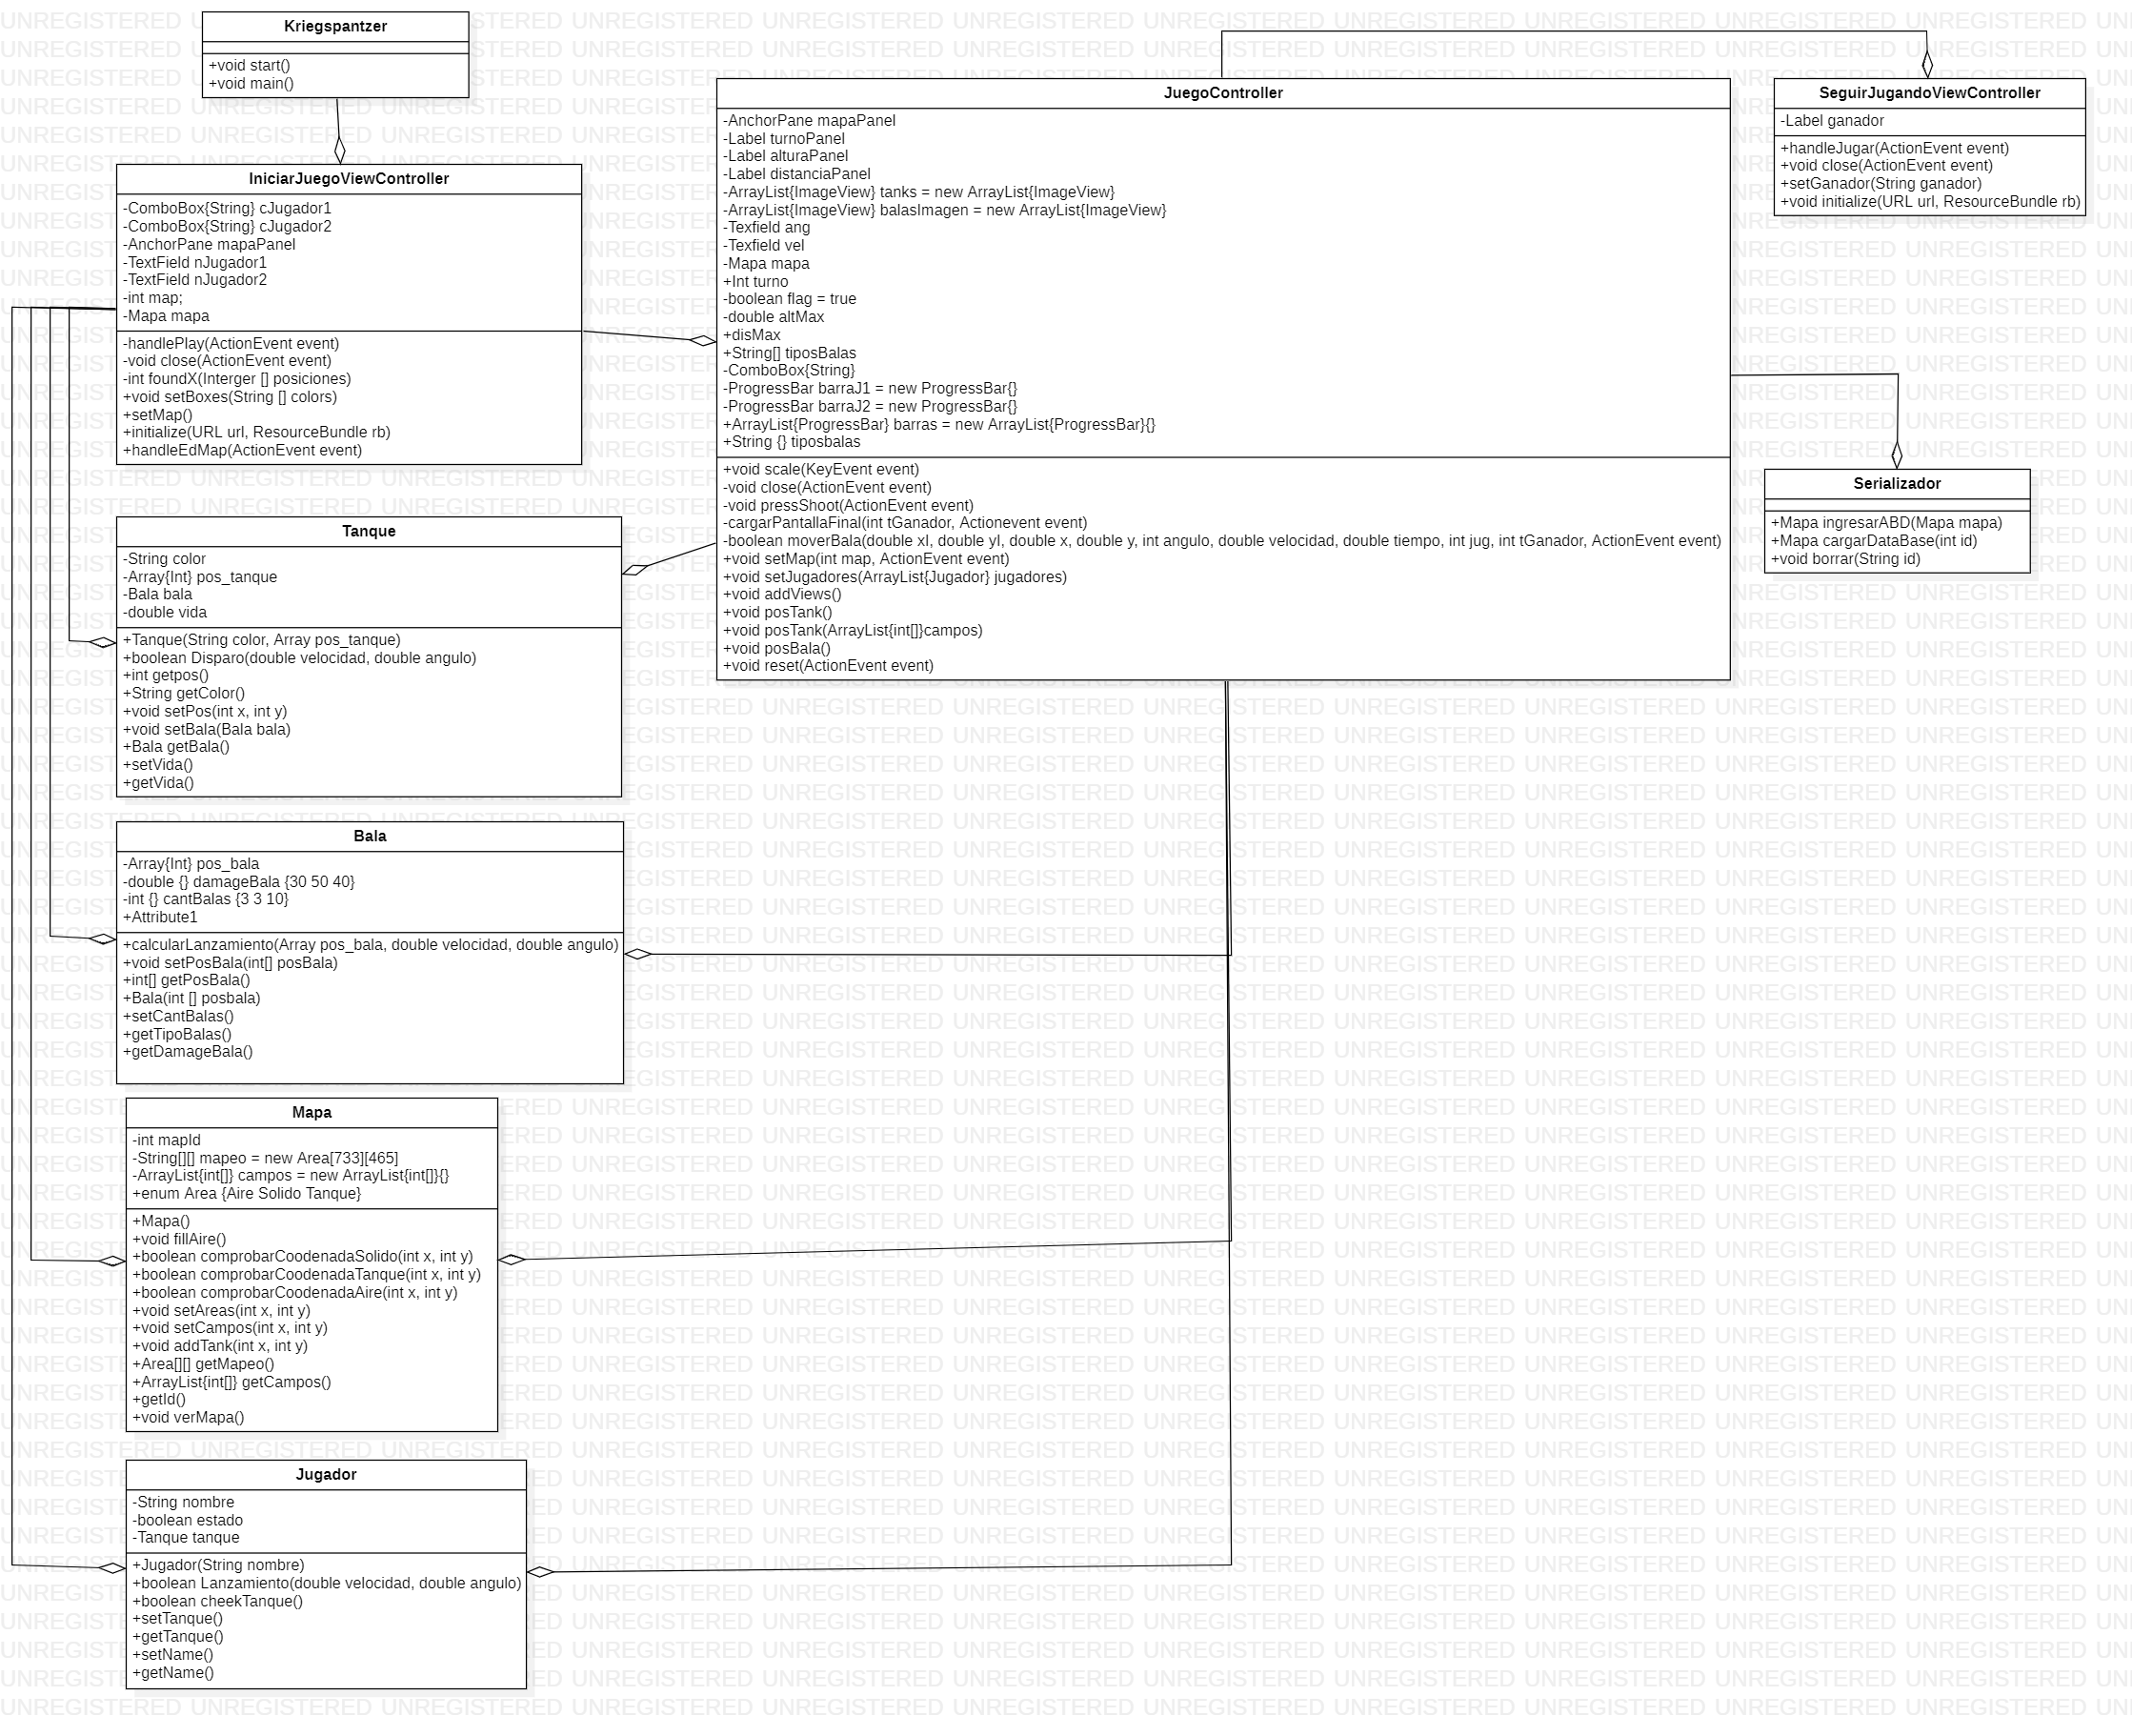 Kriegspantzer
+void start()
+void main()
IniciarJuegoViewController
-ComboBox{String} cJugador1
-ComboBox{String} cJugador2
-AnchorPane mapaPanel
-TextField nJugador1
-TextField nJugador2
-int map;
-Mapa mapa
-handlePlay(ActionEvent event)
-void close(ActionEvent event)
-int foundX(Interger [] posiciones)
+void setBoxes(String [] colors)
+setMap()
+initialize(URL url, ResourceBundle rb)
+handleEdMap(ActionEvent event)
Tanque
-String color
-Array{Int} pos_tanque
-Bala bala
-double vida
+Tanque(String color, Array pos_tanque)
+boolean Disparo(double velocidad, double angulo)
+int getpos()
+String getColor()
+void setPos(int x, int y)
+void setBala(Bala bala)
+Bala getBala()
+setVida()
+getVida()
Bala
-Array{Int} pos_bala
-double {} damageBala {30 50 40}
-int {} cantBalas {3 3 10}
+Attribute1
+calcularLanzamiento(Array pos_bala, double velocidad, double angulo)
+void setPosBala(int[] posBala)
+int[] getPosBala()
+Bala(int [] posbala)
+setCantBalas()
+getTipoBalas()
+getDamageBala()
Mapa
-int mapId
-String[][] mapeo = new Area[733][465]
-ArrayList{int[]} campos = new ArrayList{int[]}{}
+enum Area {Aire Solido Tanque}
+Mapa()
+void fillAire()
+boolean comprobarCoodenadaSolido(int x, int y)
+boolean comprobarCoodenadaTanque(int x, int y)
+boolean comprobarCoodenadaAire(int x, int y)
+void setAreas(int x, int y)
+void setCampos(int x, int y)
+void addTank(int x, int y)
+Area[][] getMapeo()
+ArrayList{int[]} getCampos()
+getId()
+void verMapa()
Jugador
-String nombre
-boolean estado
-Tanque tanque
+Jugador(String nombre)
+boolean Lanzamiento(double velocidad, double angulo)
+boolean cheekTanque()
+setTanque()
+getTanque()
+setName()
+getName()
JuegoController
-AnchorPane mapaPanel
-Label turnoPanel
-Label alturaPanel
-Label distanciaPanel
-ArrayList{ImageView} tanks = new ArrayList{ImageView}
-ArrayList{ImageView} balasImagen = new ArrayList{ImageView}
-Texfield ang
-Texfield vel
-Mapa mapa
+Int turno
-boolean flag = true
-double altMax
+disMax
+String[] tiposBalas
-ComboBox{String}
-ProgressBar barraJ1 = new ProgressBar{}
-ProgressBar barraJ2 = new ProgressBar{}
+ArrayList{ProgressBar} barras = new ArrayList{ProgressBar}{}
+String {} tiposbalas
+void scale(KeyEvent event)
-void close(ActionEvent event)
-void pressShoot(ActionEvent event)
-cargarPantallaFinal(int tGanador, Actionevent event)
-boolean moverBala(double xI, double yI, double x, double y, int angulo, double velocidad, double tiempo, int jug, int tGanador, ActionEvent event)
+void setMap(int map, ActionEvent event)
+void setJugadores(ArrayList{Jugador} jugadores)
+void addViews()
+void posTank()
+void posTank(ArrayList{int[]}campos)
+void posBala()
+void reset(ActionEvent event)
SeguirJugandoViewController
-Label ganador
+handleJugar(ActionEvent event)
+void close(ActionEvent event)
+setGanador(String ganador)
+void initialize(URL url, ResourceBundle rb)
Serializador
+Mapa ingresarABD(Mapa mapa)
+Mapa cargarDataBase(int id)
+void borrar(String id)